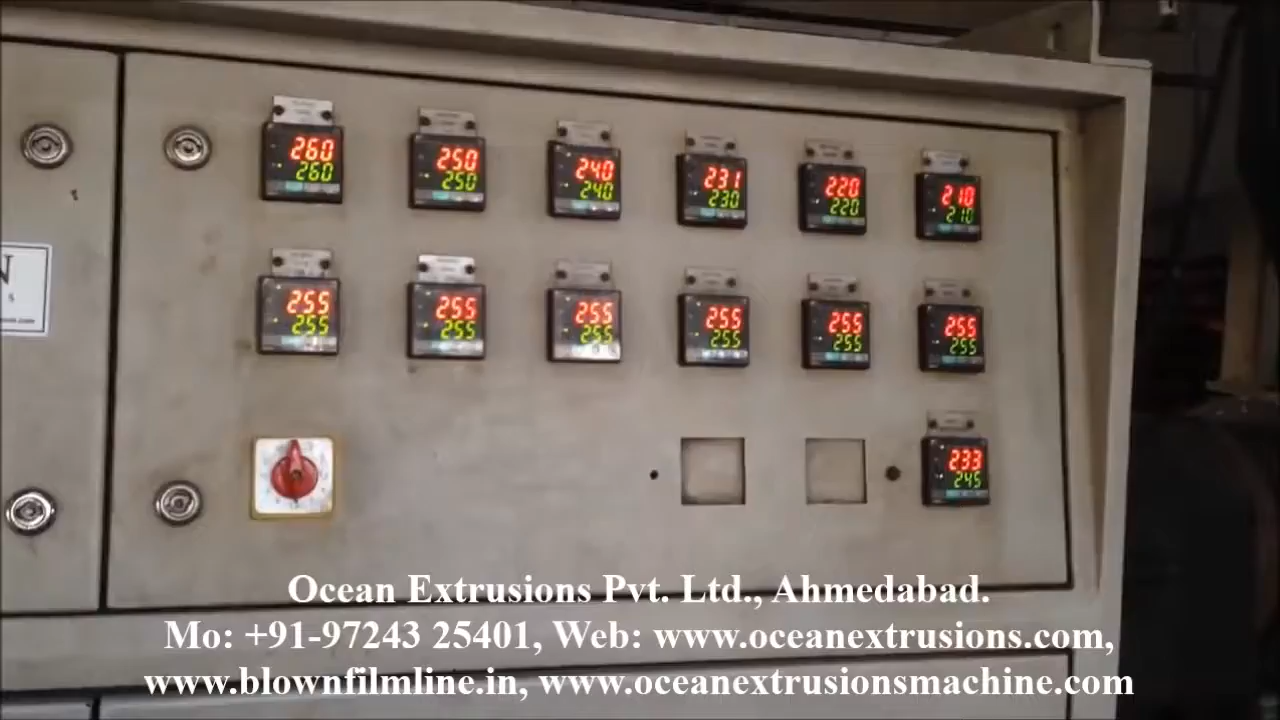 260 250 240 231 220 210
260 250 240 230 220 210
255 255 255 255 255 255
255 255 255 255 255 255
N
233
245
Ocean Extrusions Pvt. Ltd., Ahmedabad.
Mo: +91-97243 25401, Web: www.oceanextrusions.com,
www.blownfilmline.in, www.oceanextrusionsmachine.com